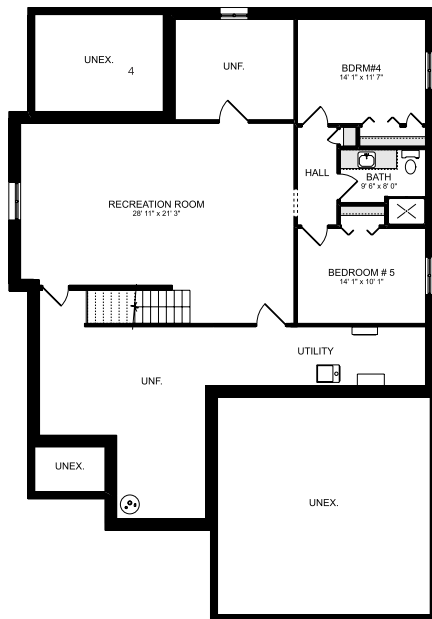 UNEX.
4
UNF.
BDRM#4
14' 1" x 11' 7"
HALL
BATH
9' 6" x 8' 0"
RECREATION ROOM
28' 11" x 21' 3"
BEDROOM # 5
14' 1" x 10' 1"
UTILITY
UNF.
UNEX.
UNEX.